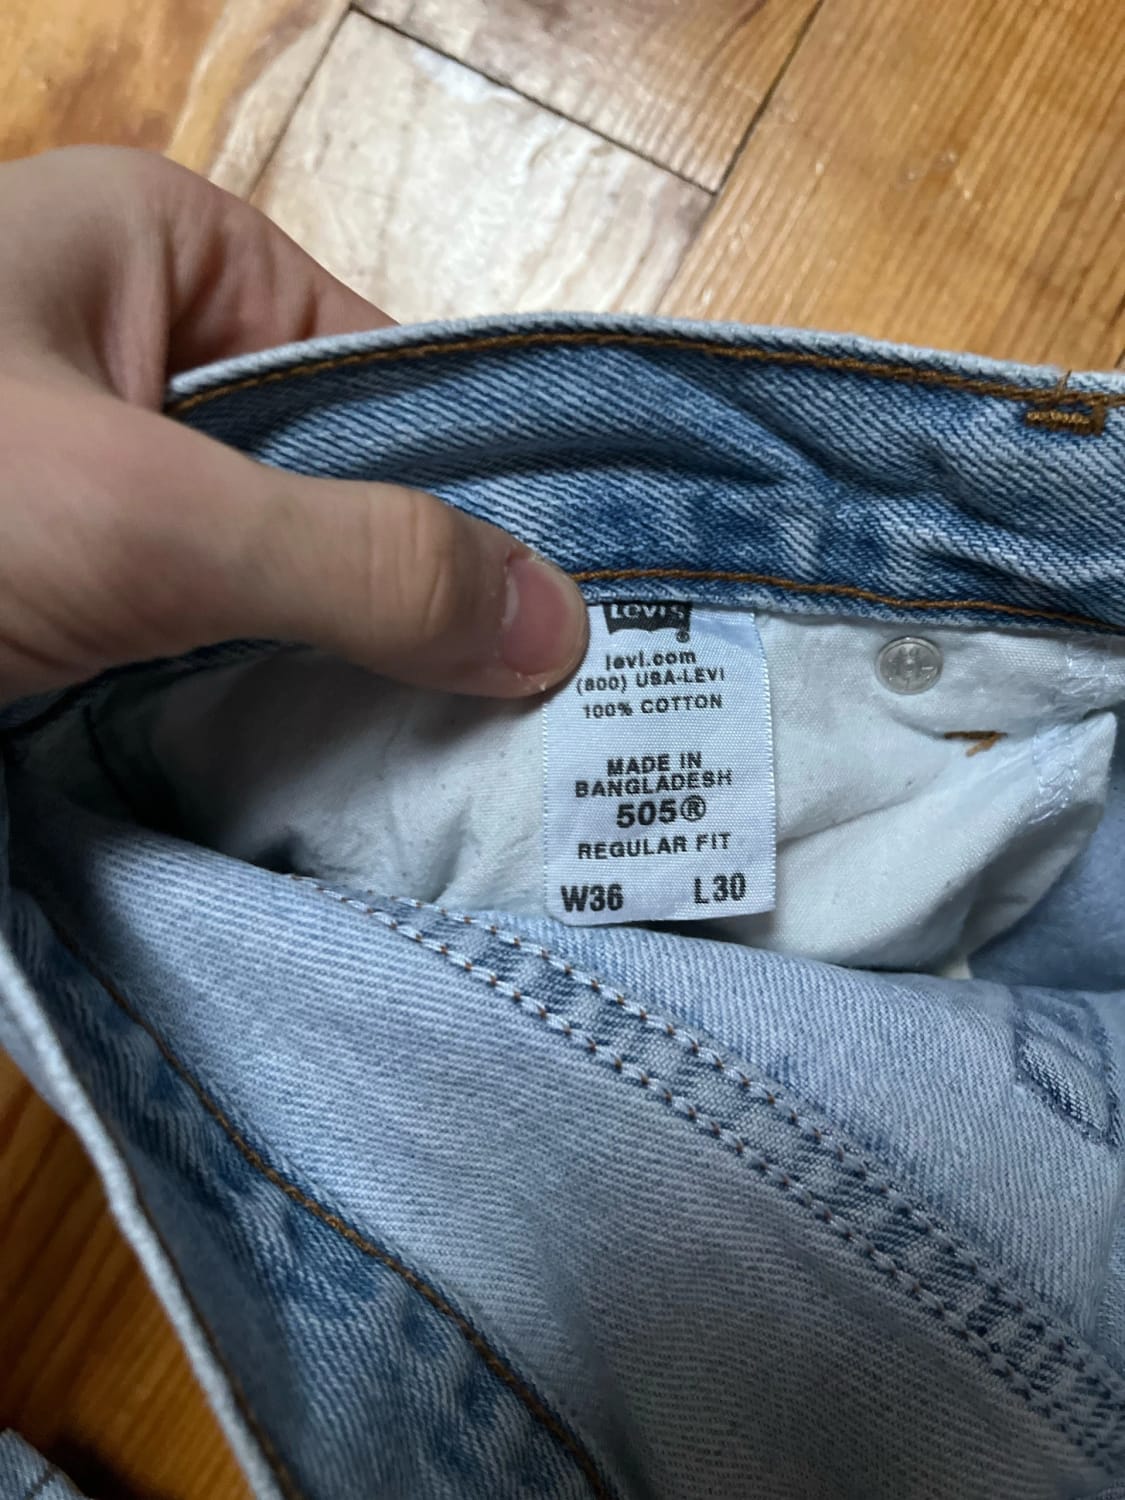 Levi's
®
levi.com
(800) USA-LEVI
100% COTTON
MADE IN
BANGLADESH
505®
REGULAR FIT
W36 L30